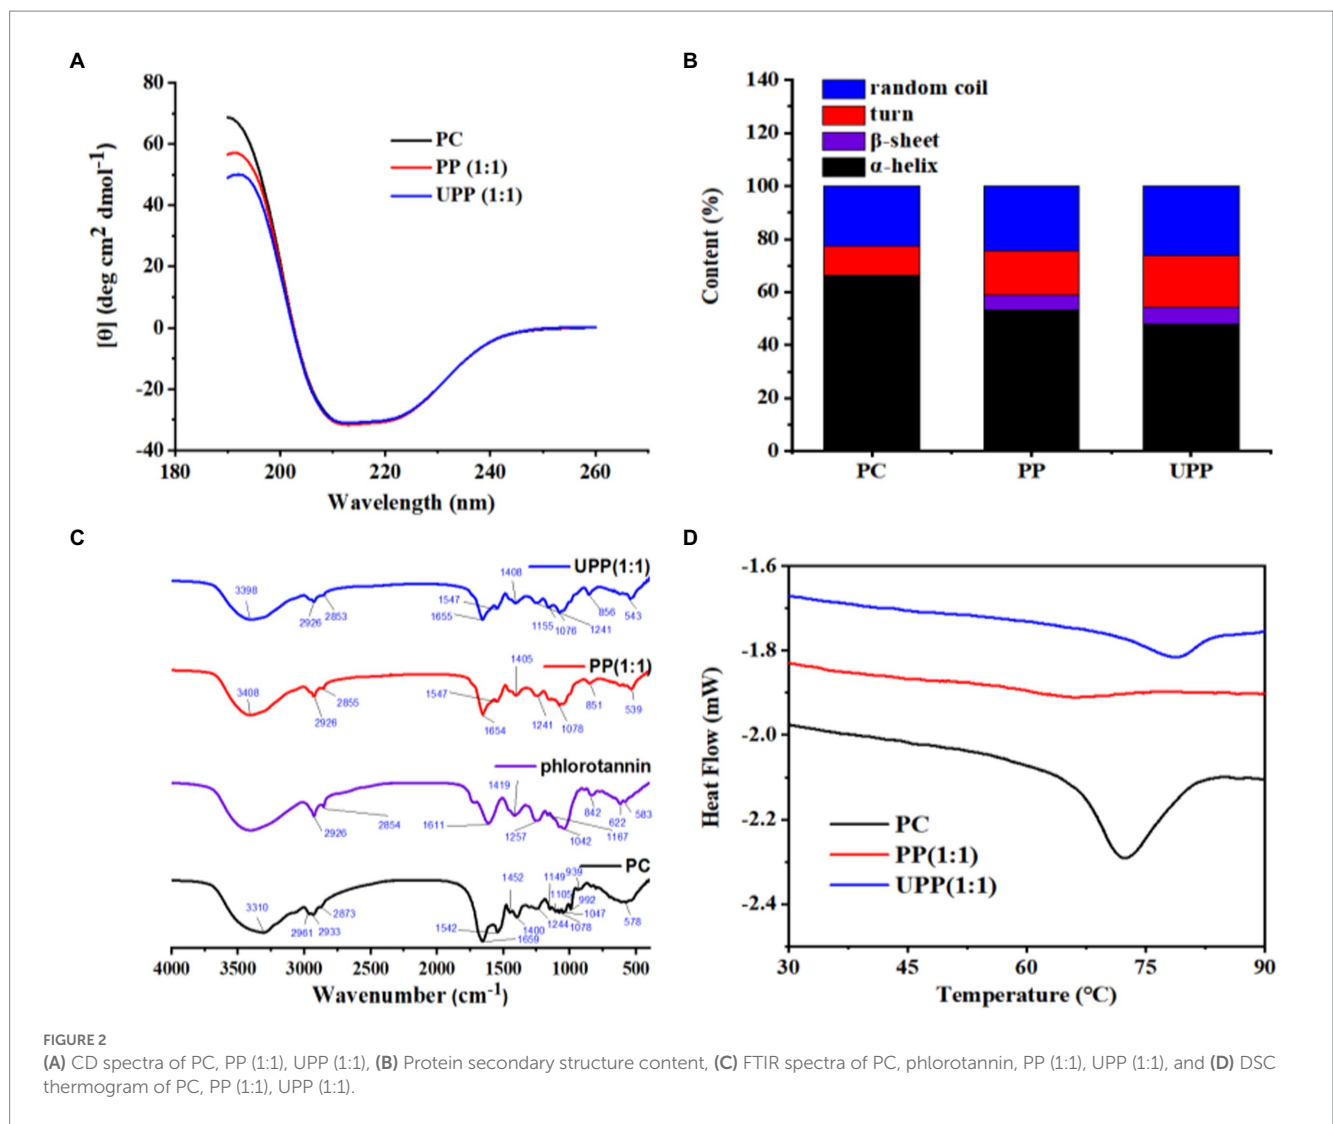 A
80
60
40
20
0
-20
-40
180
200
220
240
260
[θ] (deg cm² dmol⁻¹)
Wavelength (nm)
PC
PP (1:1)
UPP (1:1)
B
140
120
100
80
60
40
20
0
Content (%)
random coil
turn
β-sheet
α-helix
PC
PP
UPP
C
UPP(1:1)
3398
2926
2853
1655
1547
1408
1155
1076
1241
856
543
PP(1:1)
3408
2926
2855
1547
1654
1405
1241
1078
851
539
phlorotannin
2926
2854
1611
1419
1257
1042
1167
842
622
583
PC
3310
2961
2933
2873
1542
1659
1452
1400
1244
1149
1105
1078
1047
992
939
578
4000
3500
3000
2500
2000
1500
1000
500
Wavenumber (cm⁻¹)
D
-1.6
-1.8
-2.0
-2.2
-2.4
Heat Flow (mW)
PC
PP(1:1)
UPP(1:1)
30
45
60
75
90
Temperature (°C)
FIGURE 2
(A) CD spectra of PC, PP (1:1), UPP (1:1), (B) Protein secondary structure content, (C) FTIR spectra of PC, phlorotannin, PP (1:1), UPP (1:1), and (D) DSC
thermogram of PC, PP (1:1), UPP (1:1).